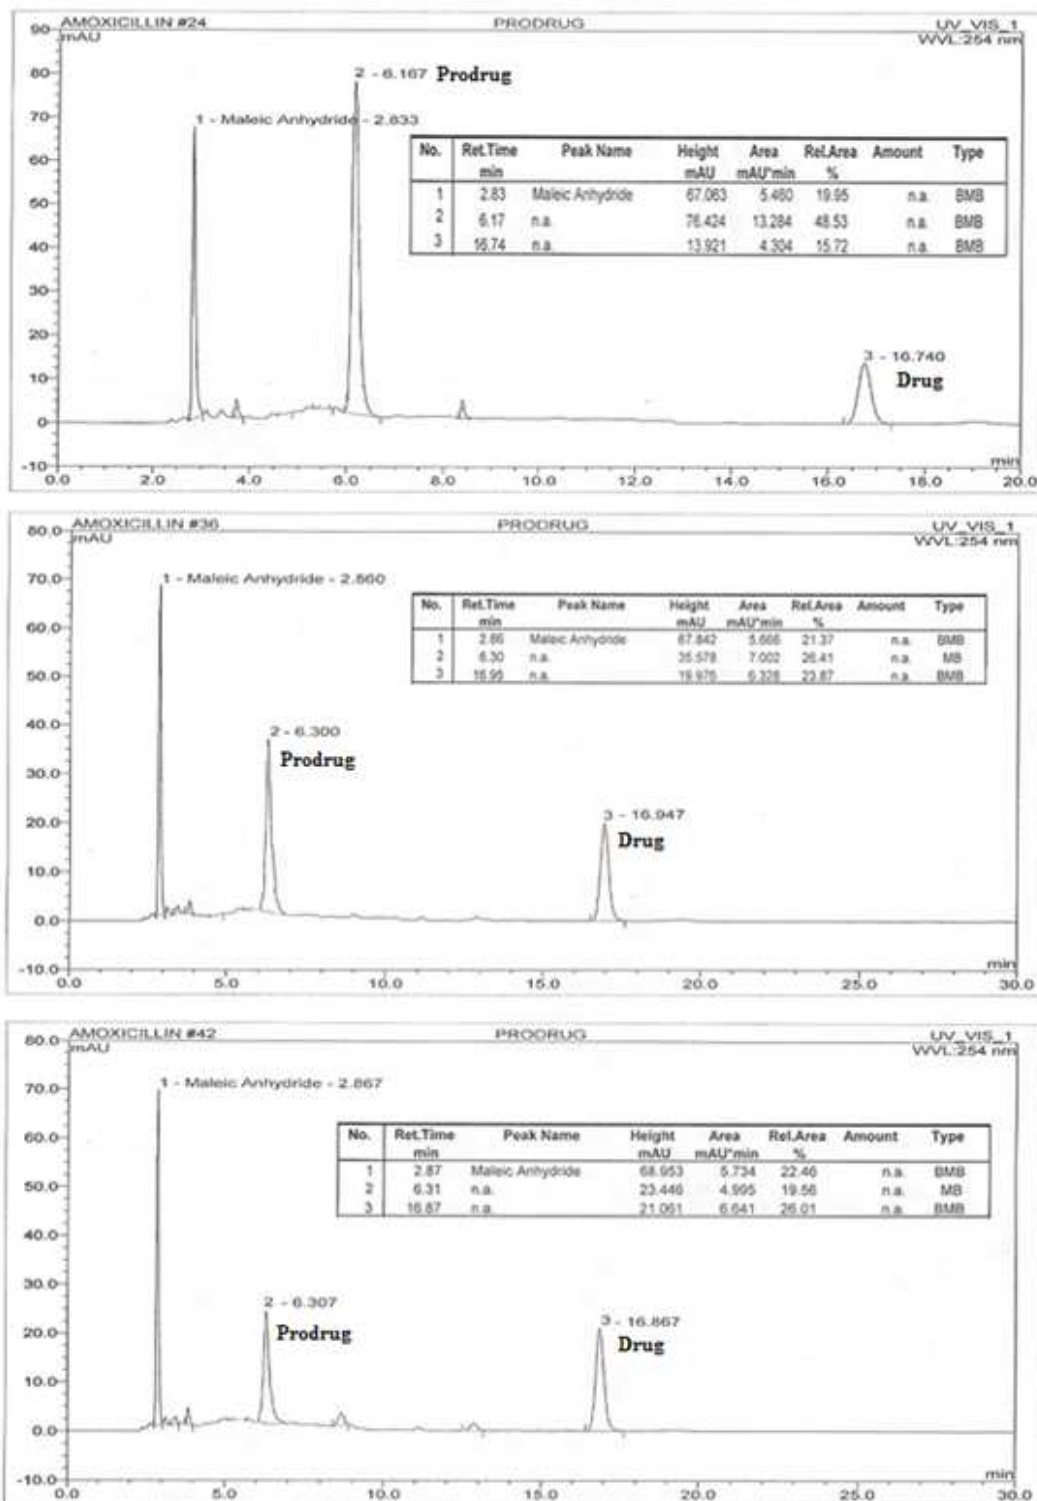 AMOXICILLIN #24 PRODRUG UV_VIS_1
mAU WVL:254 nm
90
80
70
60
50
40
30
20
10
0
-10
2 - 6.167 Prodrug
1 - Maleic Anhydride - 2.833
No. Ret.Time Peak Name Height Area Rel.Area Amount Type
min mAU mAU*min %
1 2.83 Maleic Anhydride 67.063 5.460 19.95 n.a. BMB
2 6.17 n.a. 76.424 13.284 48.53 n.a. BMB
3 16.74 n.a. 13.921 4.304 15.72 n.a. BMB
3 - 16.740
Drug
min
0.0 2.0 4.0 6.0 8.0 10.0 12.0 14.0 16.0 18.0 20.0
AMOXICILLIN #36 PRODRUG UV_VIS_1
mAU WVL:254 nm
80.0
70.0
60.0
50.0
40.0
30.0
20.0
10.0
0.0
-10.0
1 - Maleic Anhydride - 2.860
No. Ret.Time Peak Name Height Area Rel.Area Amount Type
min mAU mAU*min %
1 2.86 Maleic Anhydride 67.842 5.666 21.37 n.a. BMB
2 6.30 n.a. 35.578 7.002 26.41 n.a. MB
3 16.95 n.a. 19.976 6.328 23.87 n.a. BMB
2 - 6.300
Prodrug
3 - 16.947
Drug
min
0.0 5.0 10.0 15.0 20.0 25.0 30.0
AMOXICILLIN #42 PRODRUG UV_VIS_1
mAU WVL:254 nm
80.0
70.0
60.0
50.0
40.0
30.0
20.0
10.0
0.0
-10.0
1 - Maleic Anhydride - 2.867
No. Ret.Time Peak Name Height Area Rel.Area Amount Type
min mAU mAU*min %
1 2.87 Maleic Anhydride 68.953 5.734 22.46 n.a. BMB
2 6.31 n.a. 23.446 4.995 19.56 n.a. MB
3 16.87 n.a. 21.061 6.641 26.01 n.a. BMB
2 - 6.307
Prodrug
3 - 16.867
Drug
min
0.0 5.0 10.0 15.0 20.0 25.0 30.0